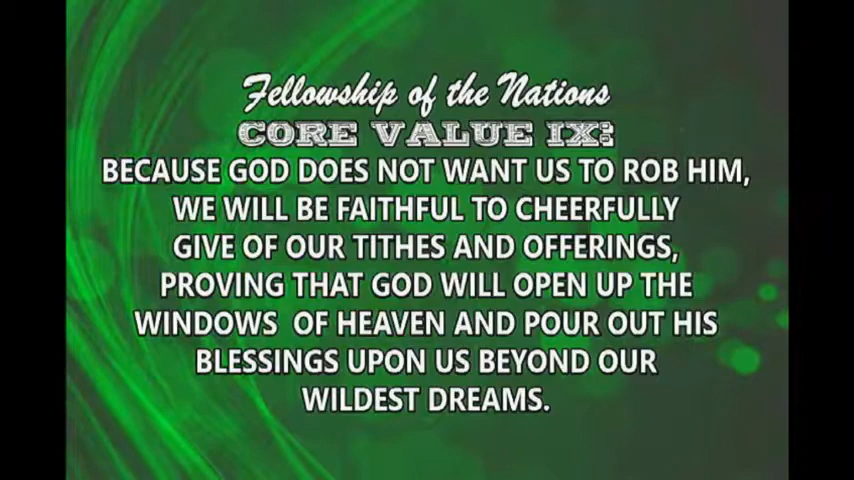 Fellowship of the Nations
CORE VALUE IX:
BECAUSE GOD DOES NOT WANT US TO ROB HIM,
WE WILL BE FAITHFUL TO CHEERFULLY
GIVE OF OUR TITHES AND OFFERINGS,
PROVING THAT GOD WILL OPEN UP THE
WINDOWS OF HEAVEN AND POUR OUT HIS
BLESSINGS UPON US BEYOND OUR
WILDEST DREAMS.